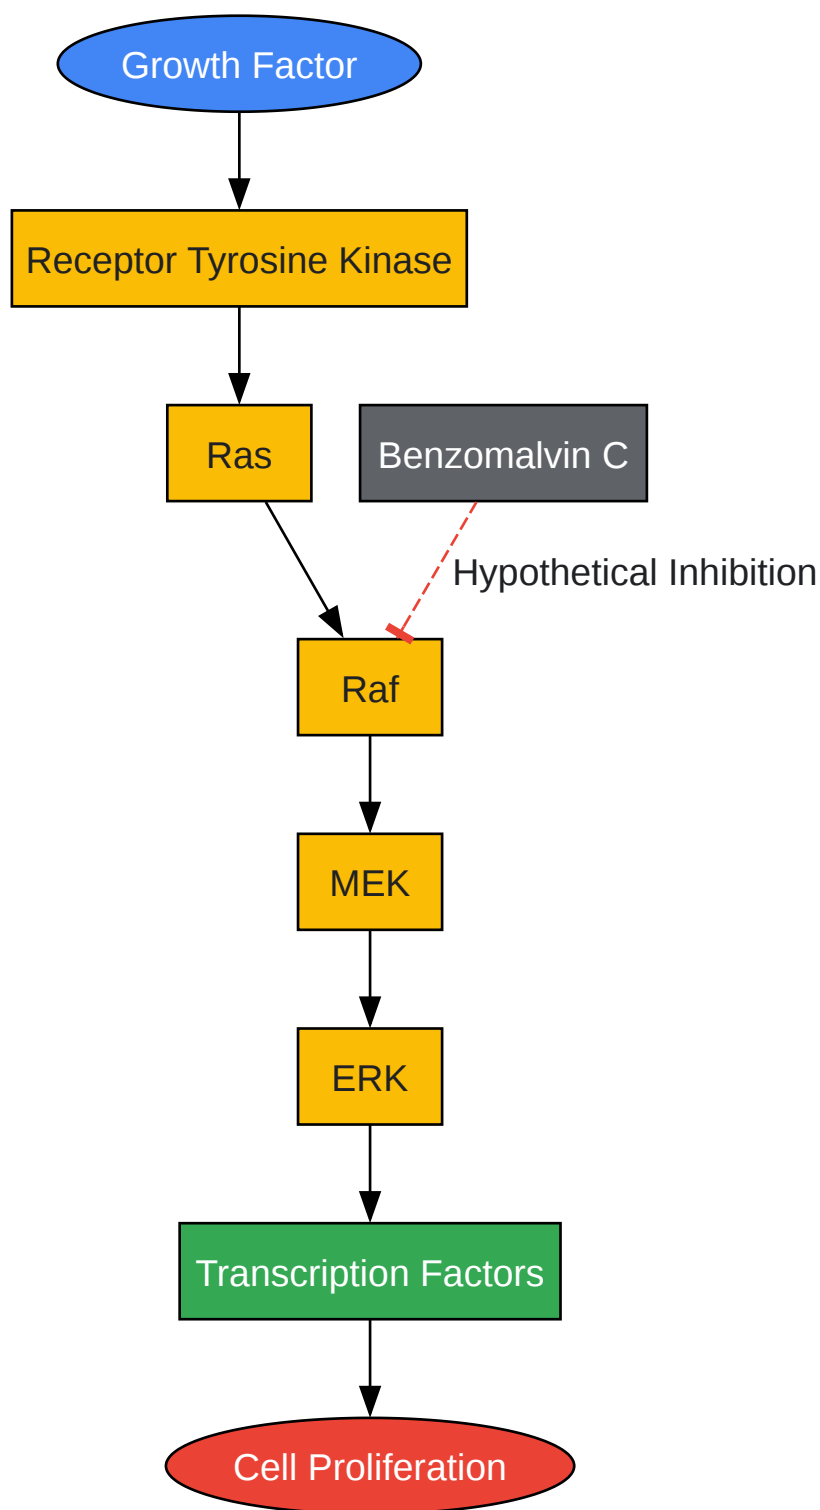 Growth Factor
Receptor Tyrosine Kinase
Ras
Benzomalvin C
Hypothetical Inhibition
Raf
MEK
ERK
Transcription Factors
Cell Proliferation